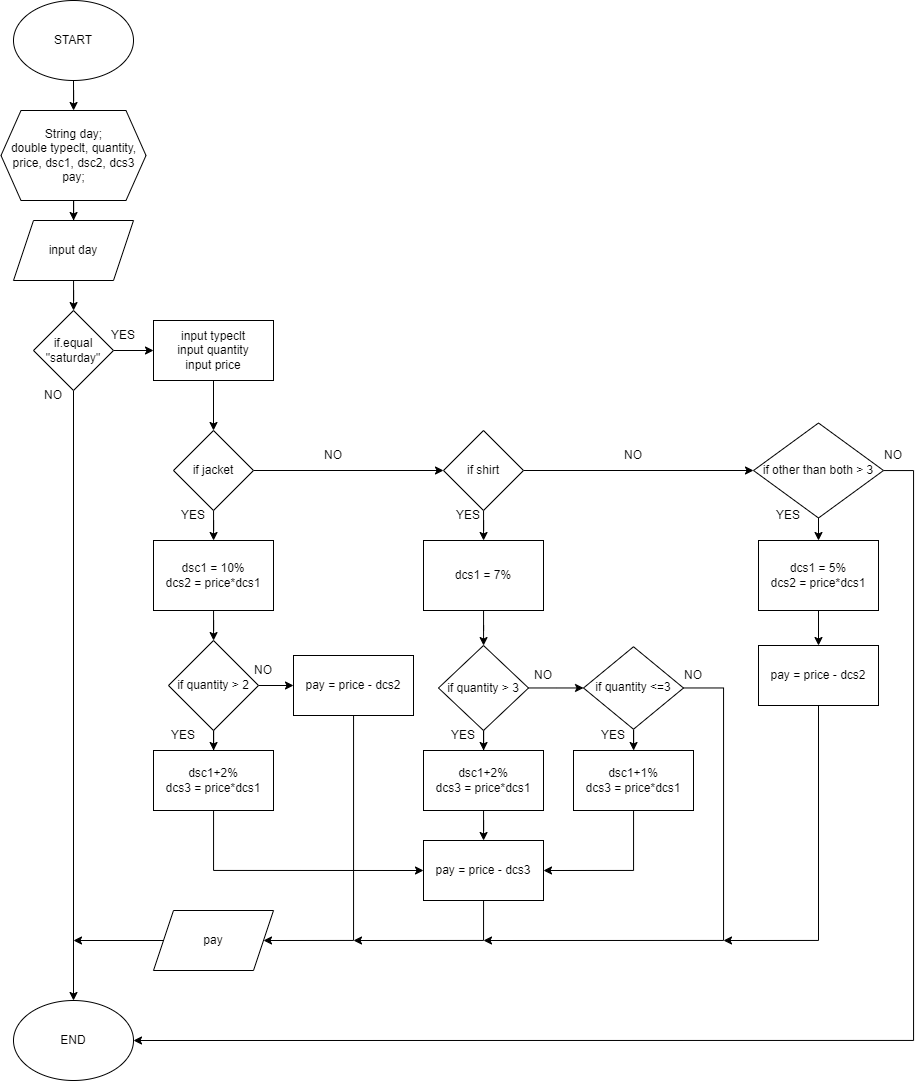 START
String day;
double typeclt, quantity,
price, dsc1, dsc2, dcs3
pay;
input day
if.equal
"saturday"
YES
NO
input typeclt
input quantity
input price
if jacket
NO
if shirt
NO
if other than both > 3
NO
YES
YES
YES
dsc1 = 10%
dcs2 = price*dcs1
dcs1 = 7%
dcs1 = 5%
dcs2 = price*dcs1
if quantity > 2
NO
pay = price - dcs2
if quantity > 3
NO
if quantity <=3
NO
pay = price - dcs2
YES
YES
YES
dsc1+2%
dcs3 = price*dcs1
dsc1+2%
dcs3 = price*dcs1
dsc1+1%
dcs3 = price*dcs1
pay = price - dcs3
pay
END